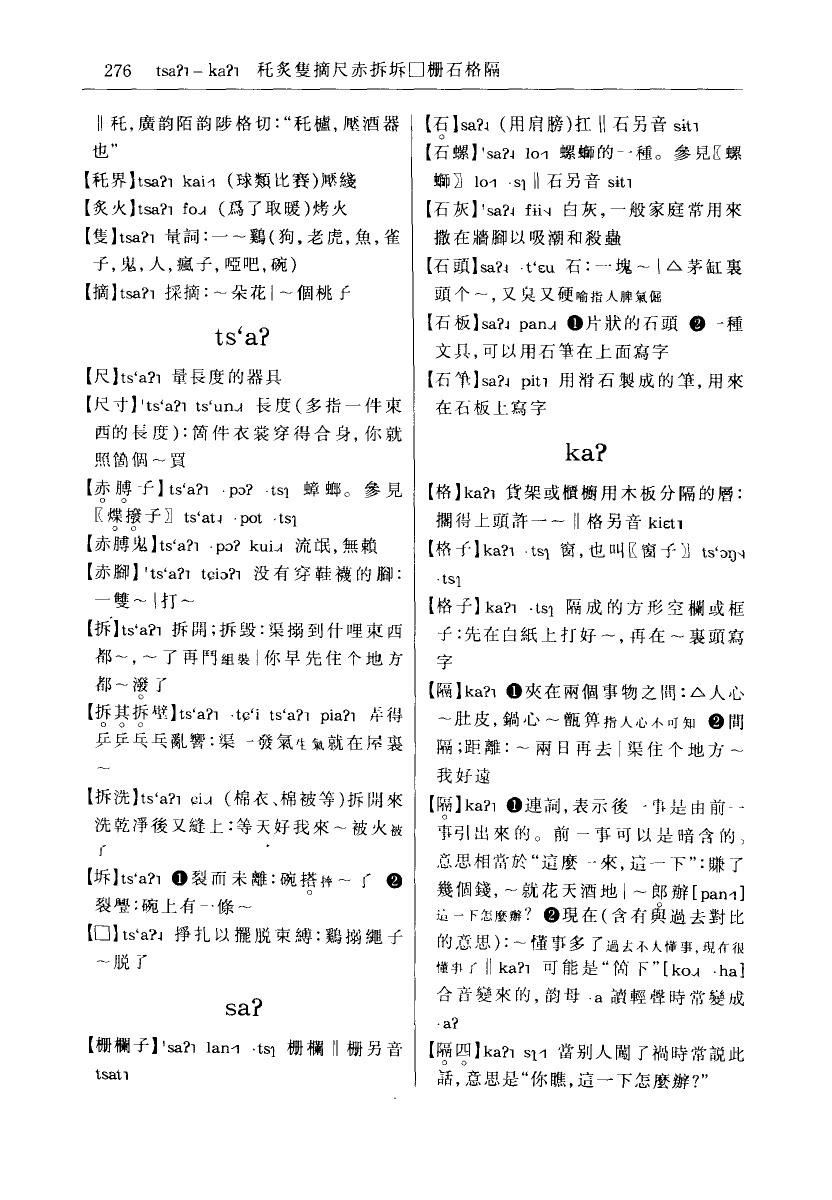 276 tsaʔ˥ – kaʔ˥ 秅炙隻摘尺赤拆坼□栅石格隔
‖秅,廣韵陌韵陟格切:“秅樚,壓酒器
也”
【秅界】tsaʔ˥ kai˧˥ (球類比賽)壓綫
【炙火】tsaʔ˥ fo˨˩ (爲了取暖)烤火
【隻】tsaʔ˥ 量詞:一~鷄(狗,老虎,魚,雀
子,鬼,人,瘋子,啞吧,碗)
【摘】tsaʔ˥ 採摘:~朵花|~個桃子
ts‘aʔ
【尺】ts‘aʔ˥ 量長度的器具
【尺寸】'ts‘aʔ˥ ts‘un˨˩ 長度(多指一件東
西的長度):箇件衣裳穿得合身,你就
照箇個~買
【赤膊子】ts‘aʔ˥ ·pɔʔ ·tsɿ 蟑螂。參見
〖煠撥子〗ts‘at˨ ·pot ·tsɿ
【赤膊鬼】ts‘aʔ˥ ·pɔʔ kui˨˩ 流氓,無賴
【赤腳】'ts‘aʔ˥ tɕiɔʔ˥ 没有穿鞋襪的腳:
一雙~|打~
【拆】ts‘aʔ˥ 拆開;拆毁:渠搦到什哩東西
都~,~了再鬥組裝|你早先住个地方
都~潑了
【拆其拆壁】ts‘aʔ˥ ·tɕ‘i ts‘aʔ˥ piaʔ˥ 弄得
乒乒乓乓亂響:渠一發氣生氣就在屋裏
~
【拆洗】ts‘aʔ˥ ɕi˨˩ (棉衣、棉被等)拆開來
洗乾凈後又縫上:等天好我來~被火被
了
【坼】ts‘aʔ˥ ❶裂而未離:碗搭摔~了 ❷
裂璺:碗上有一條~
【□】ts‘aʔ˨ 掙扎以擺脱束縛:鷄搦繩子
~脱了
saʔ
【栅欄子】'saʔ˥ lan˧˥ ·tsɿ 栅欄‖栅另音
tsat˥
【石】saʔ˨ (用肩膀)扛‖石另音 sit˥
【石螺】'saʔ˨ lo˧˥ 螺螄的一種。參見〖螺
螄〗lo˧˥ ·sɿ‖石另音 sit˥
【石灰】'saʔ˨ fii˦˨ 白灰,一般家庭常用來
撒在牆腳以吸潮和殺蟲
【石頭】saʔ˨ ·t‘ɛu 石:一塊~|△茅缸裏
頭个~,又臭又硬喻指人脾氣倔
【石板】saʔ˨ pan˨˩ ❶片狀的石頭 ❷一種
文具,可以用石筆在上面寫字
【石筆】saʔ˨ pit˥ 用滑石製成的筆,用來
在石板上寫字
kaʔ
【格】kaʔ˥ 貨架或櫃櫥用木板分隔的層:
擱得上頭許一~‖格另音 kiɛt˥
【格子】kaʔ˥ ·tsɿ 窗,也叫〖窗子〗ts‘ɔŋ˦˨
·tsɿ
【格子】kaʔ˥ ·tsɿ 隔成的方形空欄或框
子:先在白紙上打好~,再在~裏頭寫
字
【隔】kaʔ˥ ❶夾在兩個事物之間:△人心
~肚皮,鍋心~甑箅指人心不可知 ❷間
隔;距離:~兩日再去|渠住个地方~
我好遠
【隔】kaʔ˥ ❶連詞,表示後一事是由前一
事引出來的。前一事可以是暗含的,
意思相當於“這麽一來,這一下”:賺了
幾個錢,~就花天酒地|~郎辦[pan˧˥]
這一下怎麽辦? ❷現在(含有與過去對比
的意思):~懂事多了過去不大懂事,現在很
懂事了‖kaʔ˥ 可能是“箇下”[ko˨˩ ·ha]
合音變來的,韵母 ·a 讀輕聲時常變成
·aʔ
【隔四】kaʔ˥ sɿ˧˥ 當别人闖了禍時常説此
話,意思是“你瞧,這一下怎麽辦?”